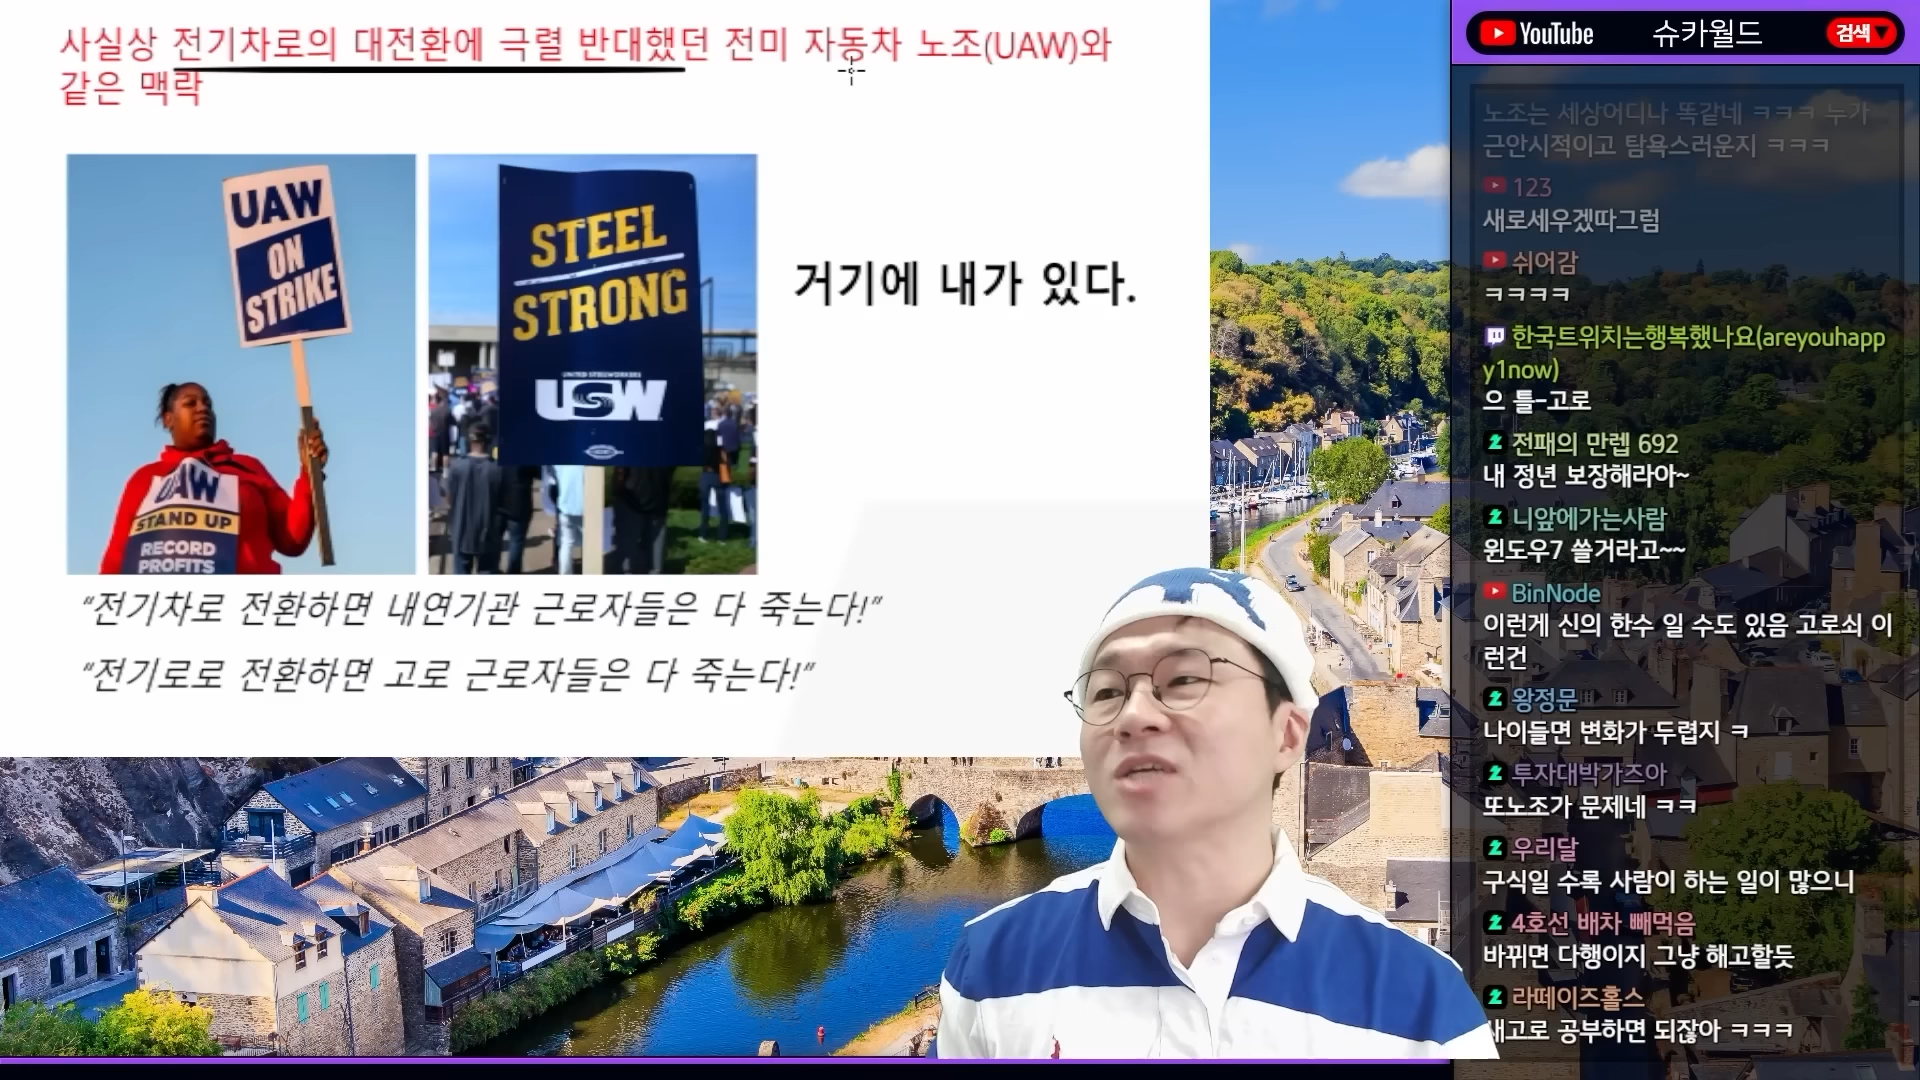 사실상 전기차로의 대전환에 극렬 반대했던 전미 자동차 노조(UAW)와
같은 맥락
UAW
ON
STRIKE
UAW
STAND UP
RECORD
PROFITS
STEEL
STRONG
UNITED STEELWORKERS
USW
거기에 내가 있다.
“전기차로 전환하면 내연기관 근로자들은 다 죽는다!”
“전기로로 전환하면 고로 근로자들은 다 죽는다!”
YouTube
슈카월드
검색
노조는 세상어디나 똑같네 ㅋㅋㅋ 누가
근안시적이고 탐욕스러운지 ㅋㅋㅋ
123
새로세우겠따그럼
쉬어감
ㅋㅋㅋㅋ
한국트위치는행복했나요(areyouhapp
y1now)
으 틀-고로
전패의 만렙 692
내 정년 보장해라아~
니앞에가는사람
윈도우7 쓸거라고~~
BinNode
이런게 신의 한수 일 수도 있음 고로쇠 이
런건
왕정문
나이들면 변화가 두렵지 ㅋ
투자대박가즈아
또노조가 문제네 ㅋㅋ
우리달
구식일 수록 사람이 하는 일이 많으니
4호선 배차 빼먹음
바뀌면 다행이지 그냥 해고할듯
라떼이즈홀스
새고로 공부하면 되잖아 ㅋㅋㅋ